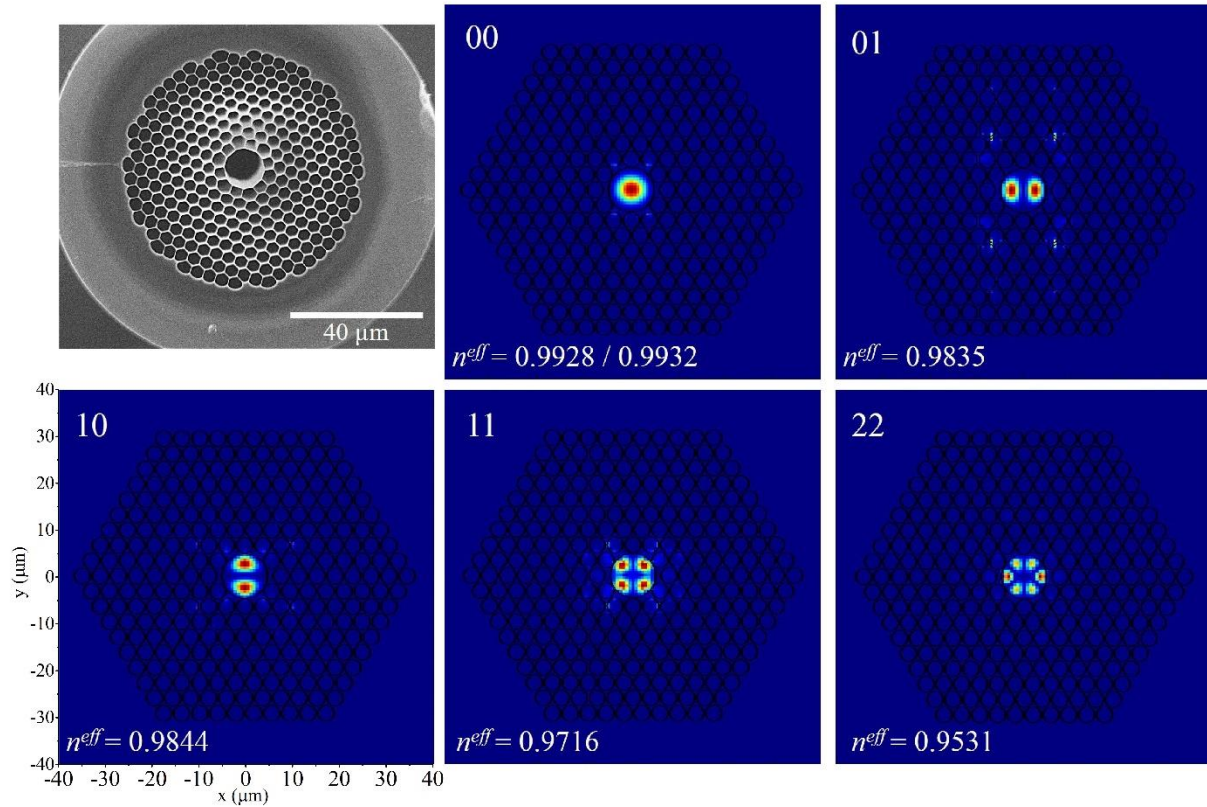 40 µm
00
n^eff = 0.9928 / 0.9932
01
n^eff = 0.9835
40
30
20
10
0
-10
-20
-30
-40
y (µm)
10
n^eff = 0.9844
-40 -30 -20 -10 0 10 20 30 40
x (µm)
11
n^eff = 0.9716
22
n^eff = 0.9531